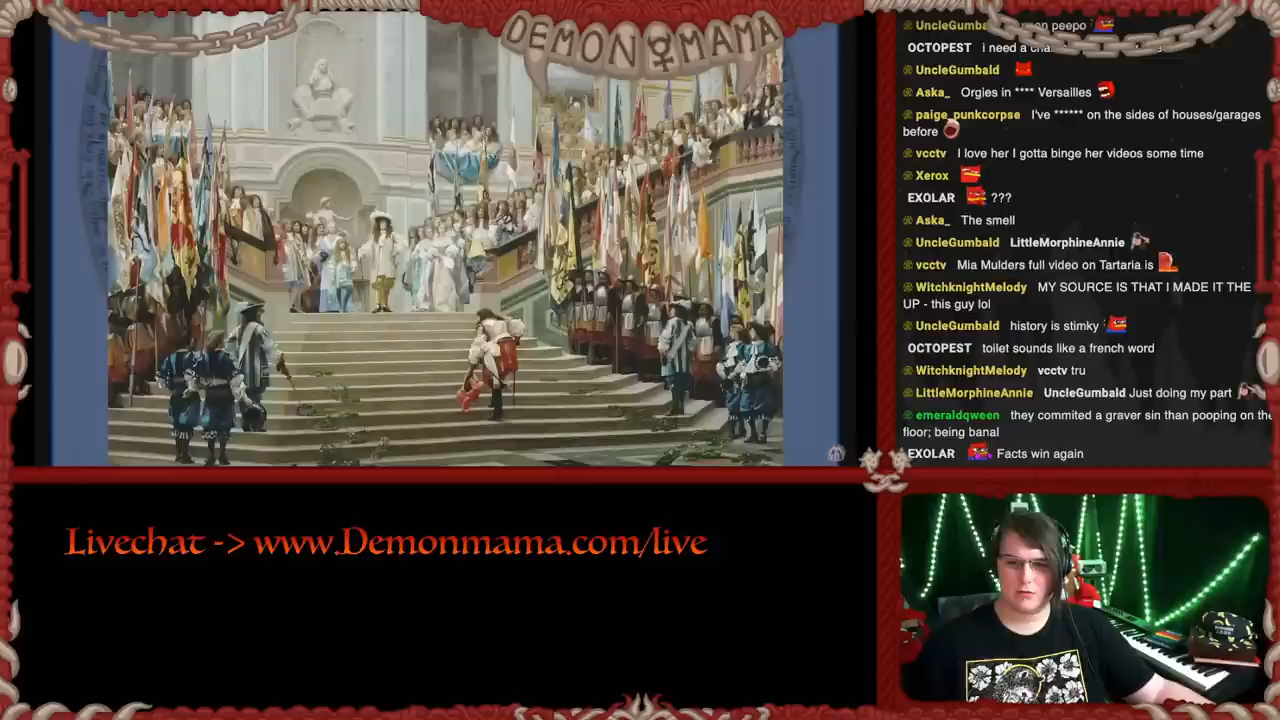 DEMON MAMA
UncleGumba peepo
OCTOPEST i need a
UncleGumbald
Aska_ Orgies in **** Versailles
paige_punkcorpse I've ****** on the sides of houses/garages
before
vcctv I love her I gotta binge her videos some time
Xerox
EXOLAR ???
Aska_ The smell
UncleGumbald LittleMorphineAnnie
vcctv Mia Mulders full video on Tartaria is
WitchknightMelody MY SOURCE IS THAT I MADE IT THE
UP - this guy lol
UncleGumbald history is stimky
OCTOPEST toilet sounds like a french word
WitchknightMelody vcctv tru
LittleMorphineAnnie UncleGumbald Just doing my part
emeraldqween they commited a graver sin than pooping on the
floor; being banal
EXOLAR Facts win again
Livechat -> www.Demonmama.com/live